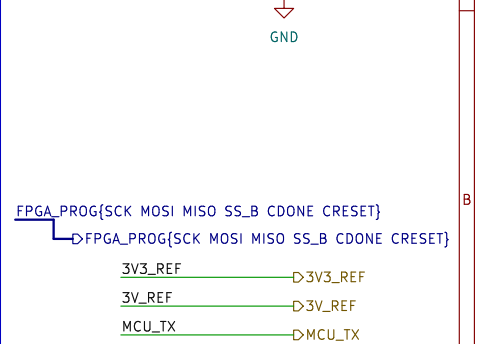 GND
B
FPGA_PROG{SCK MOSI MISO SS_B CDONE CRESET}
FPGA_PROG{SCK MOSI MISO SS_B CDONE CRESET}
3V3_REF
3V3_REF
3V_REF
3V_REF
MCU_TX
MCU_TX